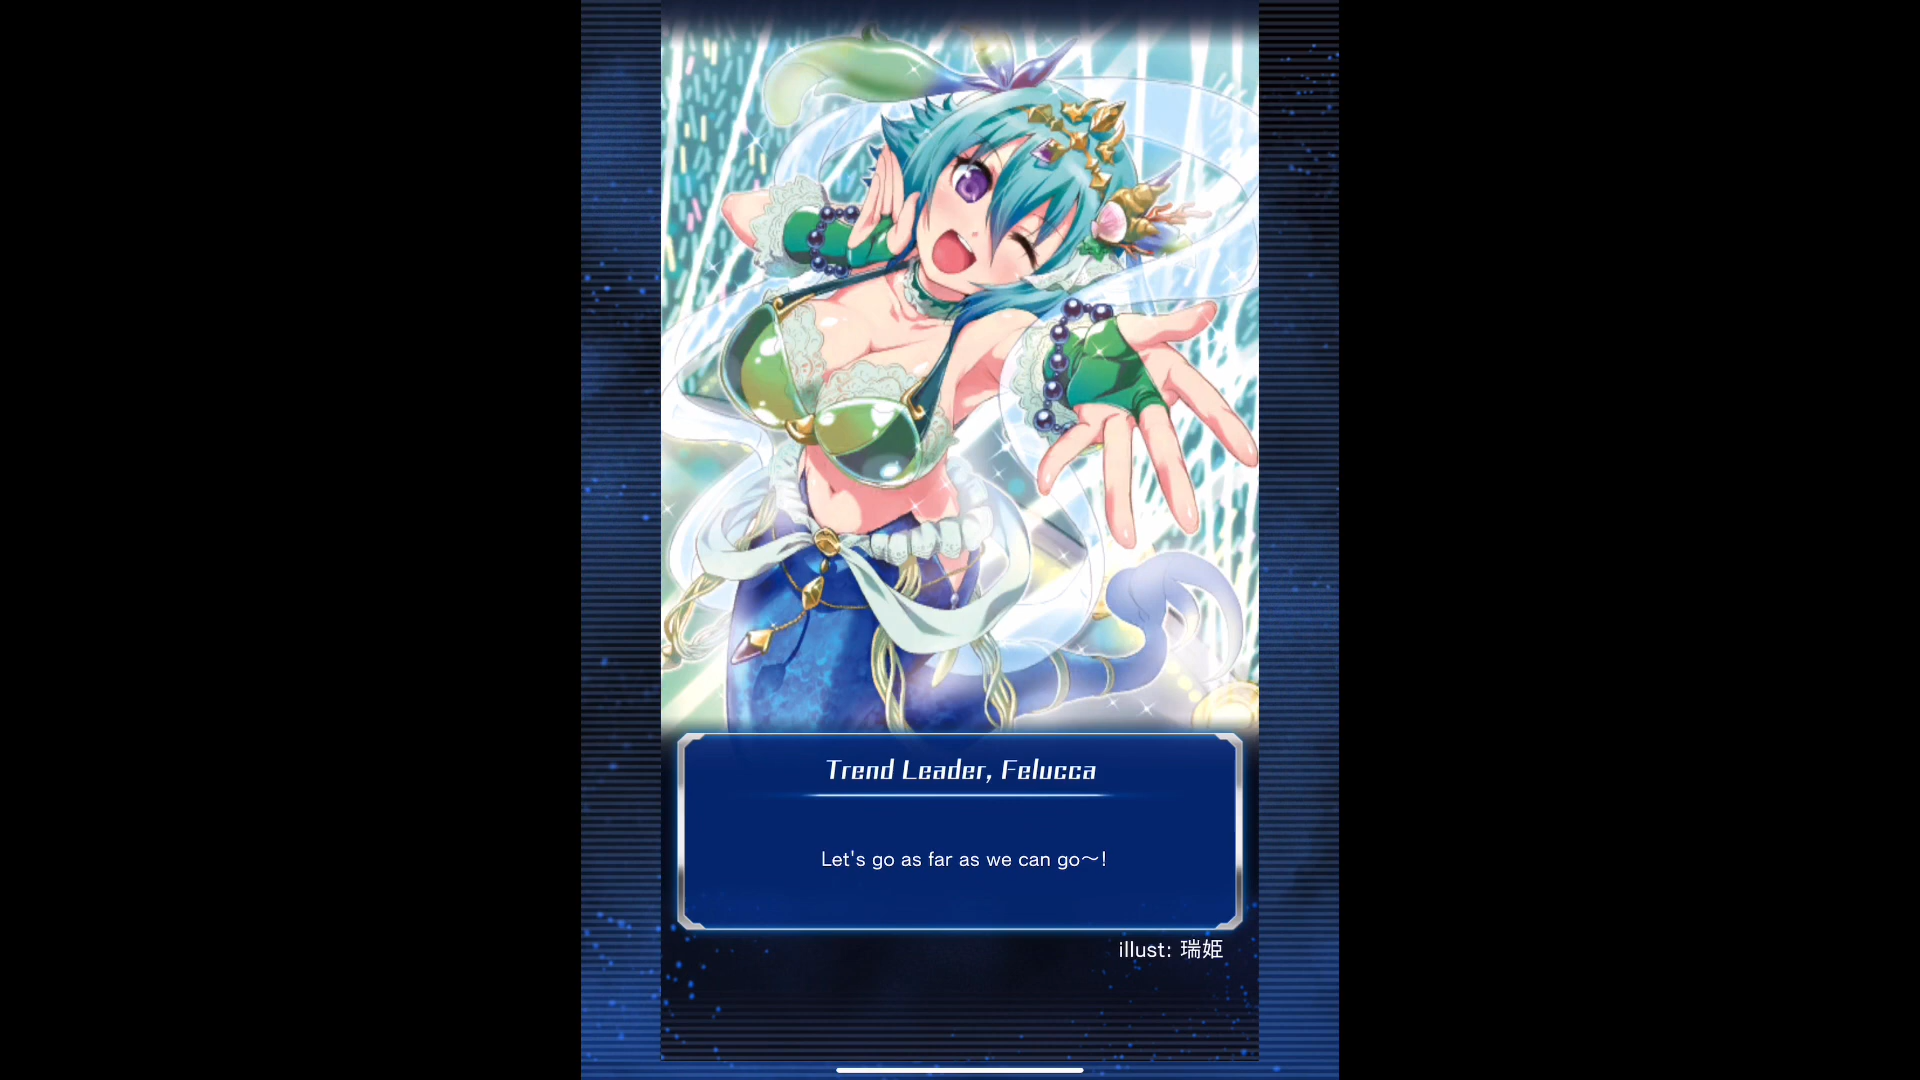 Trend Leader, Felucca
Let's go as far as we can go～!
illust: 瑞姫